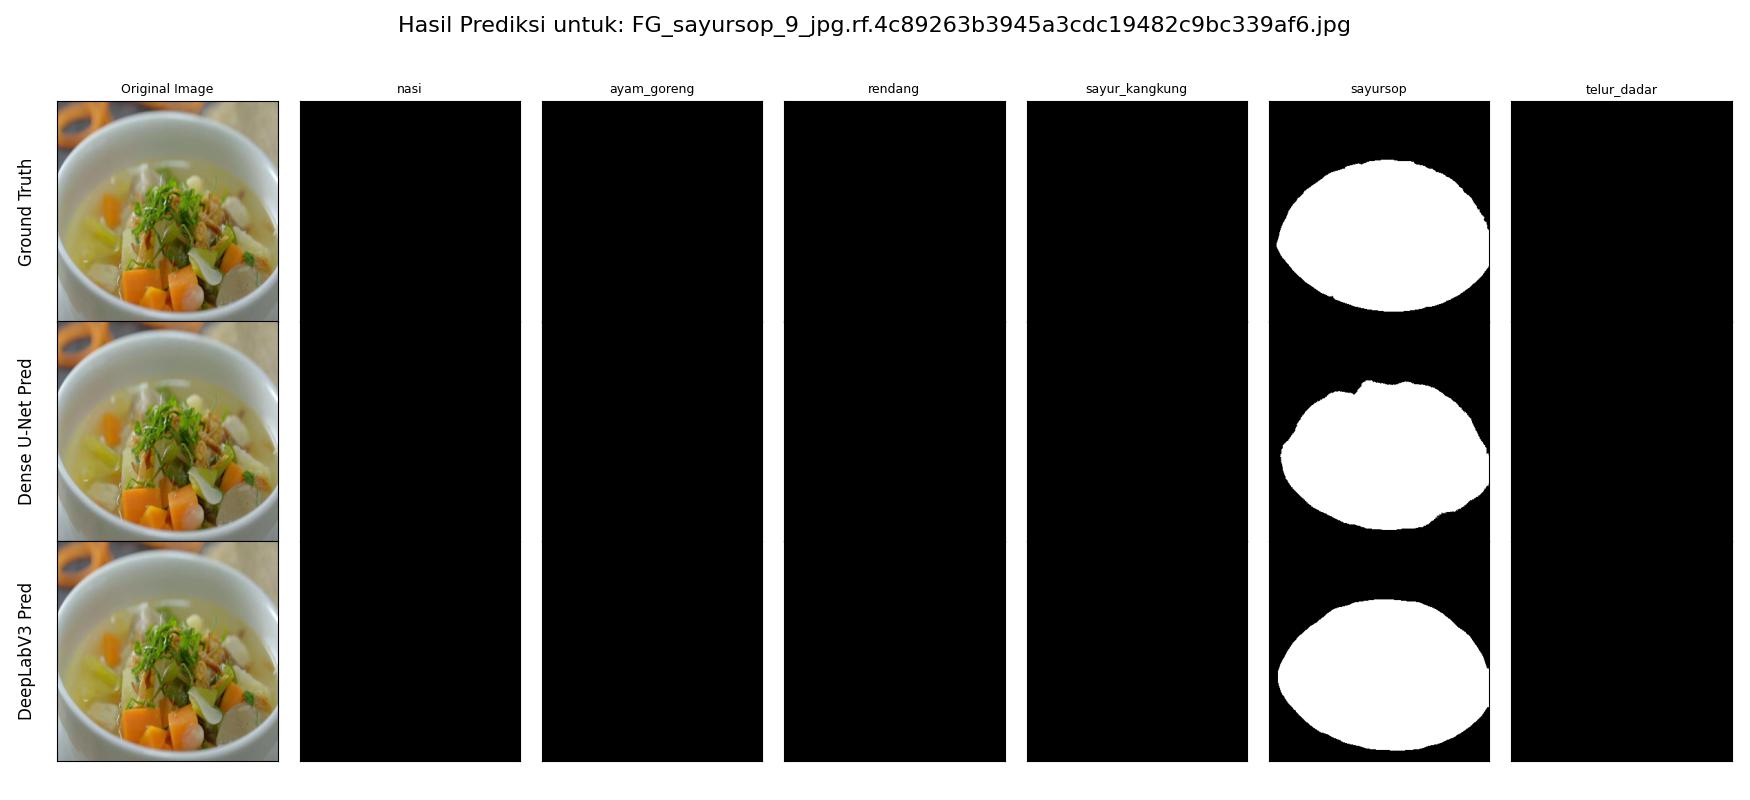 Hasil Prediksi untuk: FG_sayursop_9_jpg.rf.4c89263b3945a3cdc19482c9bc339af6.jpg
Original Image
nasi
ayam_goreng
rendang
sayur_kangkung
sayursop
telur_dadar
Ground Truth
Dense U-Net Pred
DeepLabV3 Pred